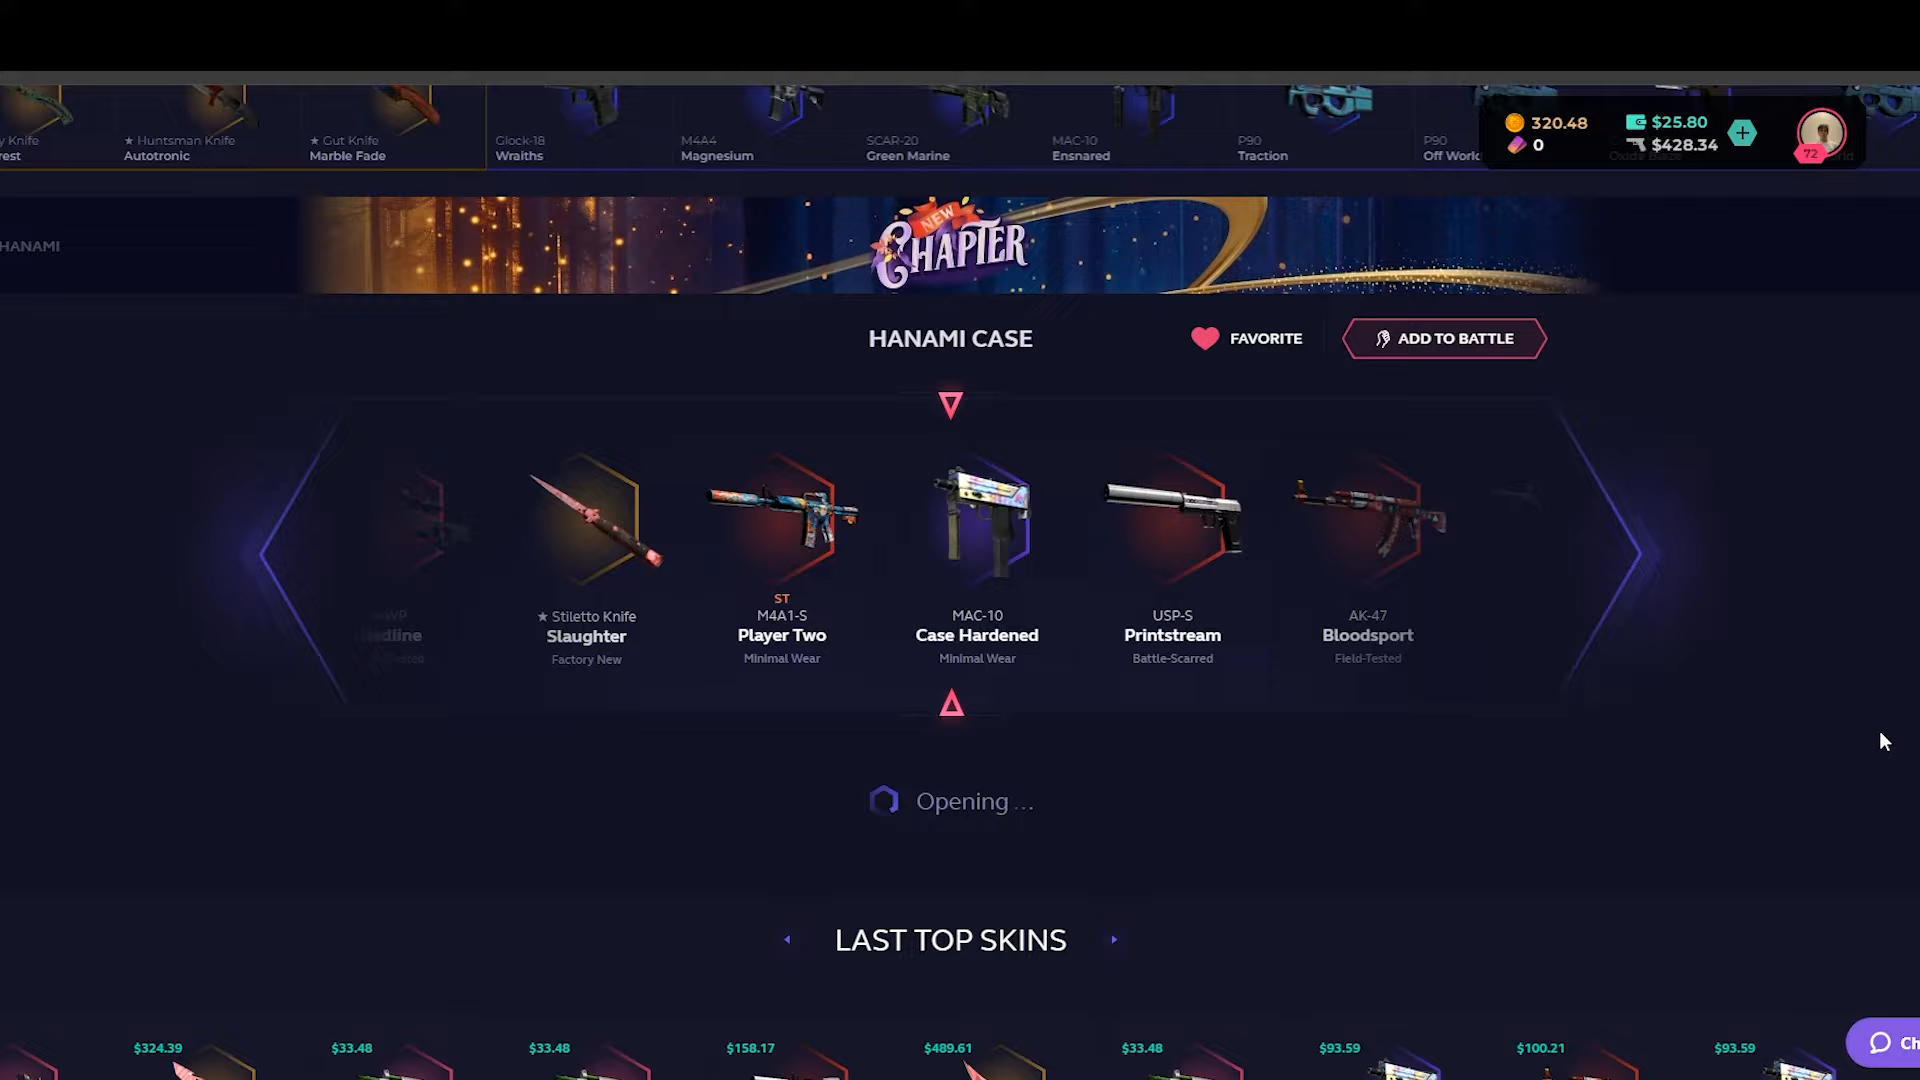 ★ Huntsman Knife
Autotronic
★ Gut Knife
Marble Fade
Glock-18
Wraiths
M4A4
Magnesium
SCAR-20
Green Marine
MAC-10
Ensnared
P90
Traction
P90
Off World
320.48
0
$25.80
$428.34
72
HANAMI
NEW
CHAPTER
HANAMI CASE
FAVORITE
ADD TO BATTLE
★ Stiletto Knife
Slaughter
Factory New
ST
M4A1-S
Player Two
Minimal Wear
MAC-10
Case Hardened
Minimal Wear
USP-S
Printstream
Battle-Scarred
AK-47
Bloodsport
Field-Tested
Opening ...
LAST TOP SKINS
$324.39
$33.48
$33.48
$158.17
$489.61
$33.48
$93.59
$100.21
$93.59
Ch